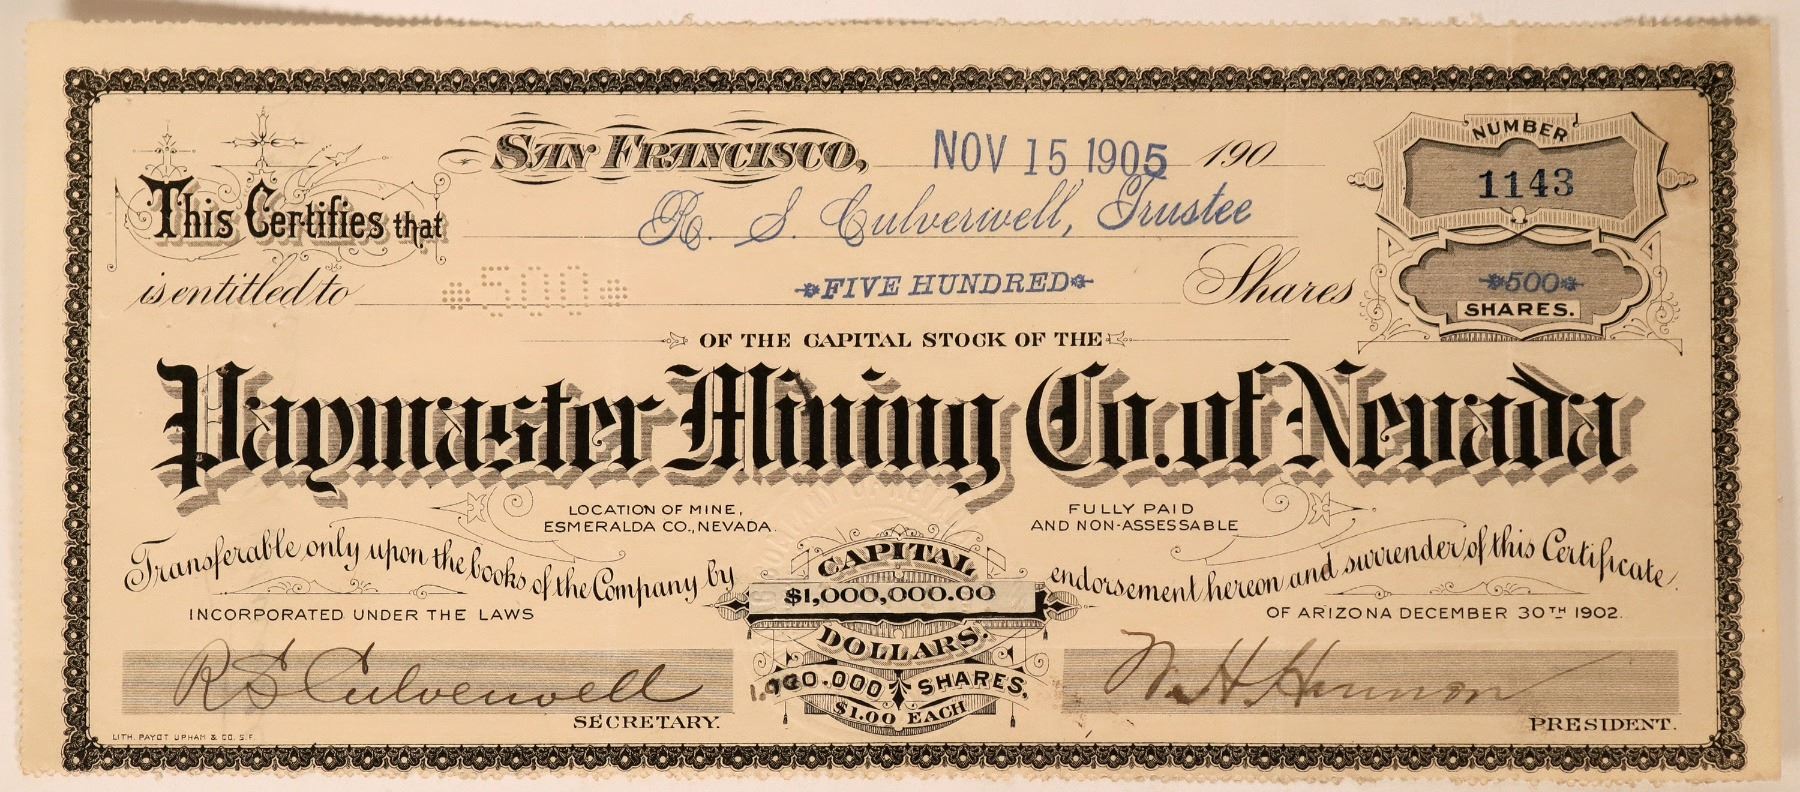 SAN FRANCISCO, NOV 15 1905 190
NUMBER
1143
This Certifies that R. S. Culverwell, Trustee
is entitled to *500* *FIVE HUNDRED* Shares
*500*
SHARES.
OF THE CAPITAL STOCK OF THE
Paymaster Mining Co. of Nevada
LOCATION OF MINE,
ESMERALDA CO., NEVADA.
FULLY PAID
AND NON-ASSESSABLE
Transferable only upon the books of the Company by endorsement hereon and surrender of this Certificate.
CAPITAL
$1,000,000.00
DOLLARS.
1,000,000 SHARES,
$1.00 EACH
INCORPORATED UNDER THE LAWS OF ARIZONA DECEMBER 30TH 1902.
R S Culverwell
SECRETARY.
W. H. Harmon
PRESIDENT.
LITH. PAYOT UPHAM & CO. S.F.